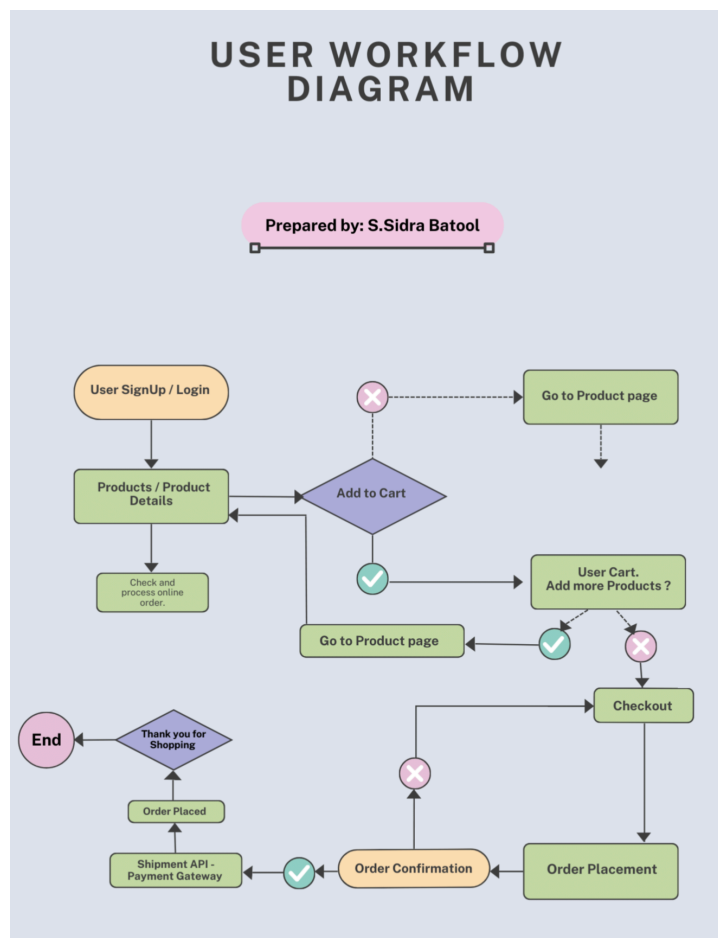 USER WORKFLOW
DIAGRAM
Prepared by: S.Sidra Batool
User SignUp / Login
Go to Product page
Products / Product
Details
Add to Cart
Check and
process online
order.
User Cart.
Add more Products ?
Go to Product page
Checkout
Thank you for
Shopping
End
Order Placed
Shipment API -
Payment Gateway
Order Confirmation
Order Placement